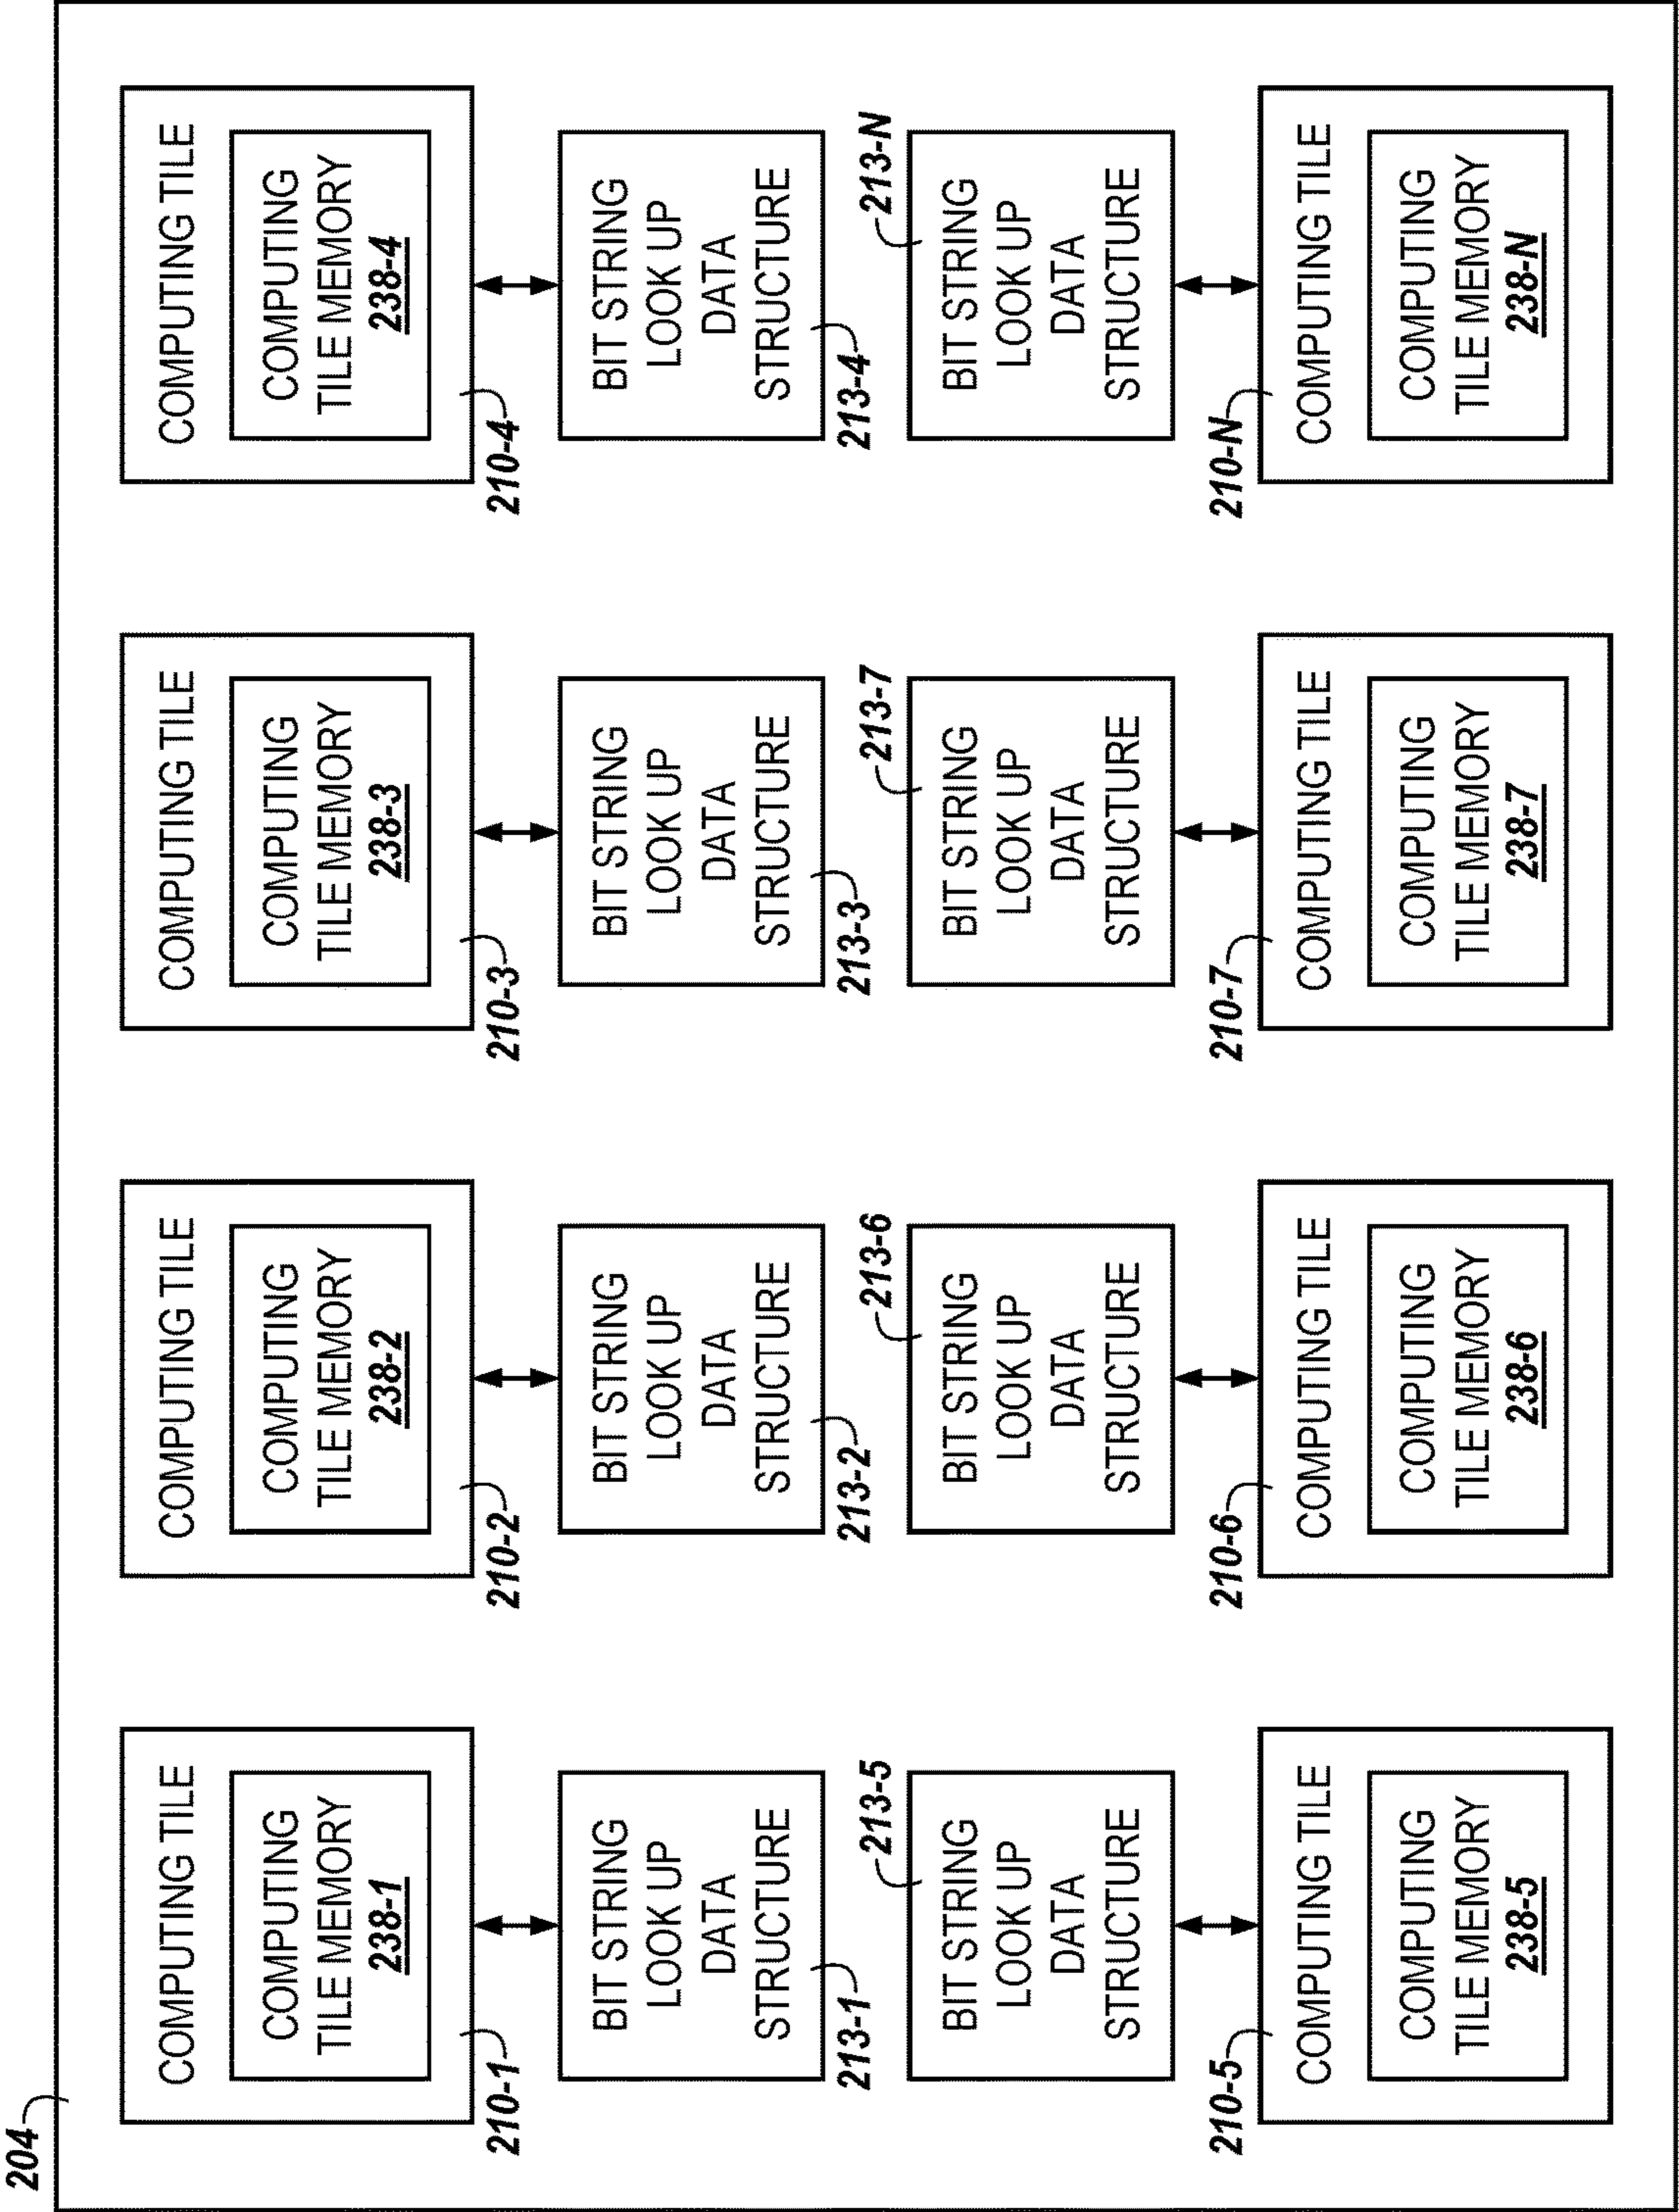 204
COMPUTING TILE
COMPUTING
TILE MEMORY
238-1
210-1
BIT STRING
LOOK UP
DATA
STRUCTURE
213-1
COMPUTING TILE
COMPUTING
TILE MEMORY
238-2
210-2
BIT STRING
LOOK UP
DATA
STRUCTURE
213-2
COMPUTING TILE
COMPUTING
TILE MEMORY
238-3
210-3
BIT STRING
LOOK UP
DATA
STRUCTURE
213-3
COMPUTING TILE
COMPUTING
TILE MEMORY
238-4
210-4
BIT STRING
LOOK UP
DATA
STRUCTURE
213-4
213-5
BIT STRING
LOOK UP
DATA
STRUCTURE
210-5
COMPUTING TILE
COMPUTING
TILE MEMORY
238-5
213-6
BIT STRING
LOOK UP
DATA
STRUCTURE
210-6
COMPUTING TILE
COMPUTING
TILE MEMORY
238-6
213-7
BIT STRING
LOOK UP
DATA
STRUCTURE
210-7
COMPUTING TILE
COMPUTING
TILE MEMORY
238-7
213-N
BIT STRING
LOOK UP
DATA
STRUCTURE
210-N
COMPUTING TILE
COMPUTING
TILE MEMORY
238-N